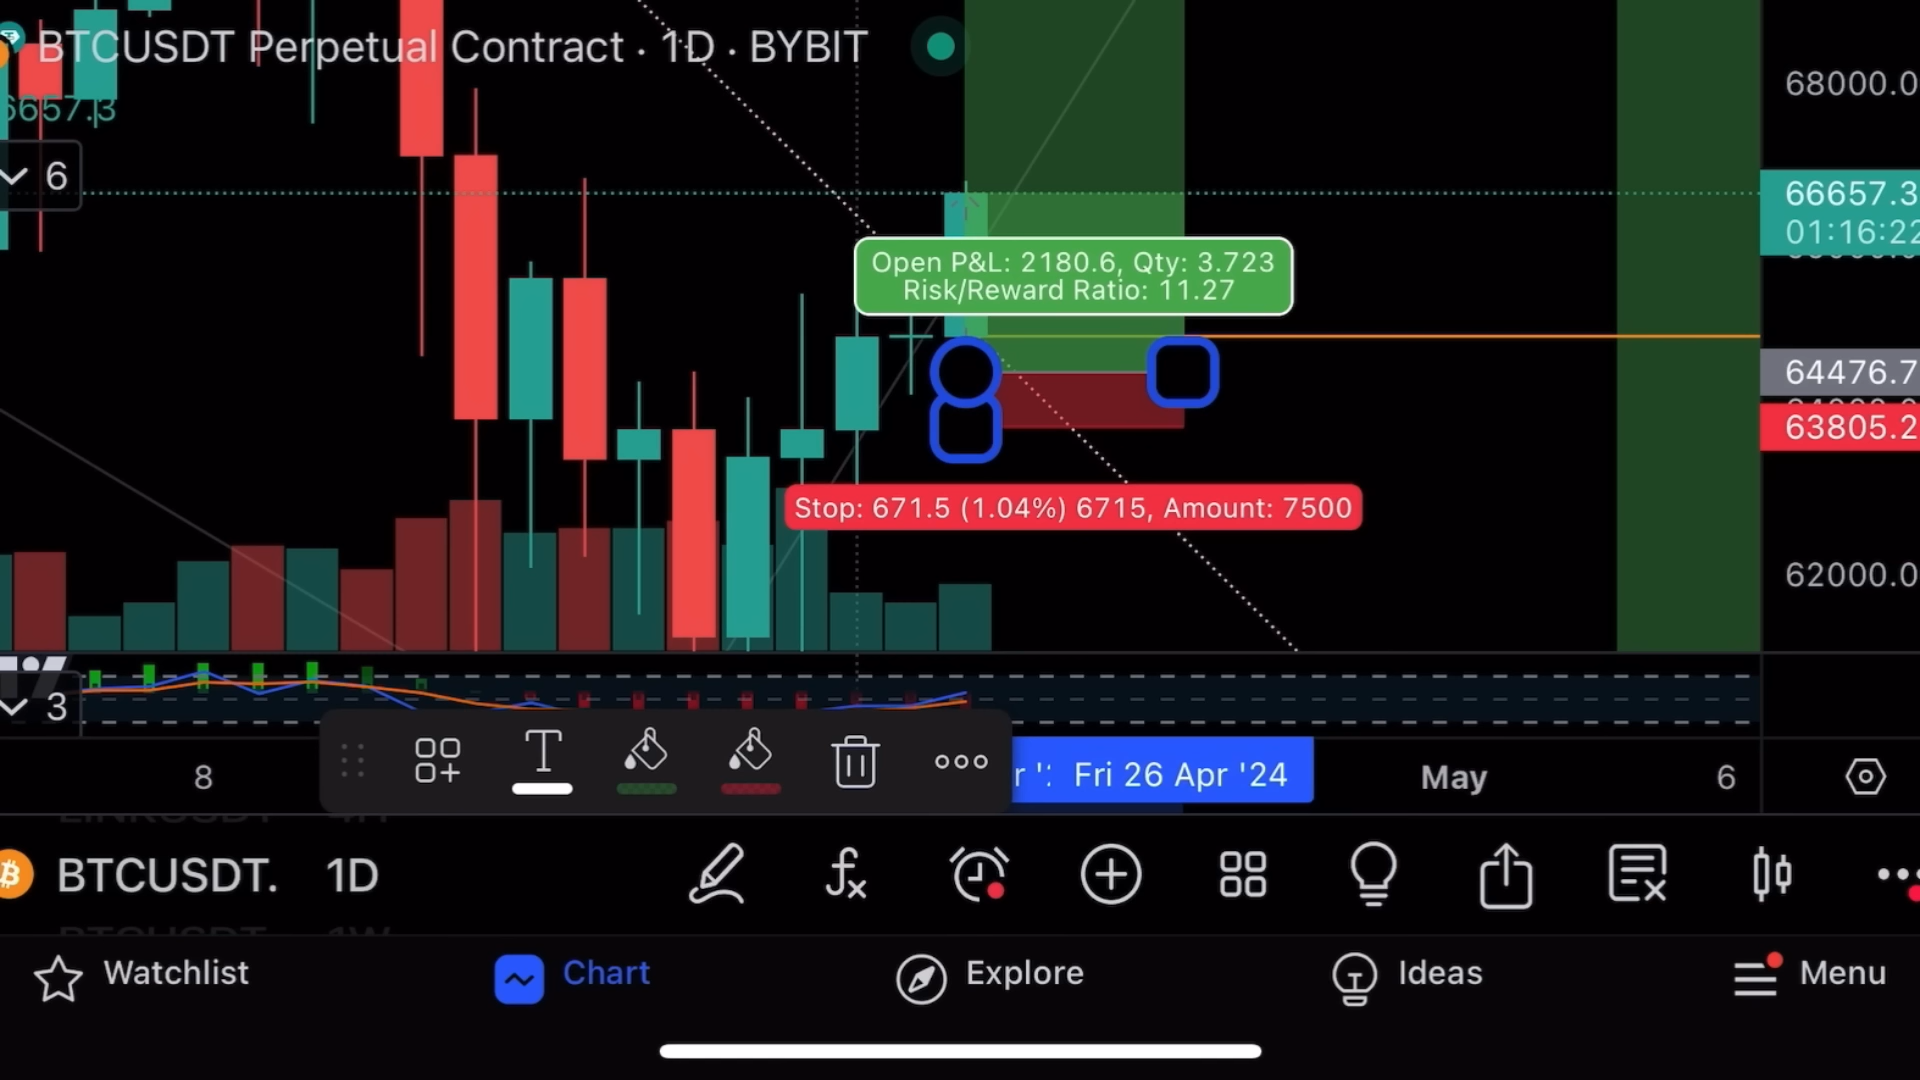 BTCUSDT Perpetual Contract · 1D · BYBIT
68000.0
6657.3
6
66657.3
01:16:22
Open P&L: 2180.6, Qty: 3.723
Risk/Reward Ratio: 11.27
64476.7
63805.2
Stop: 671.5 (1.04%) 6715, Amount: 7500
62000.0
3
8
Fri 26 Apr '24
May
6
BTCUSDT. 1D
Watchlist
Chart
Explore
Ideas
Menu